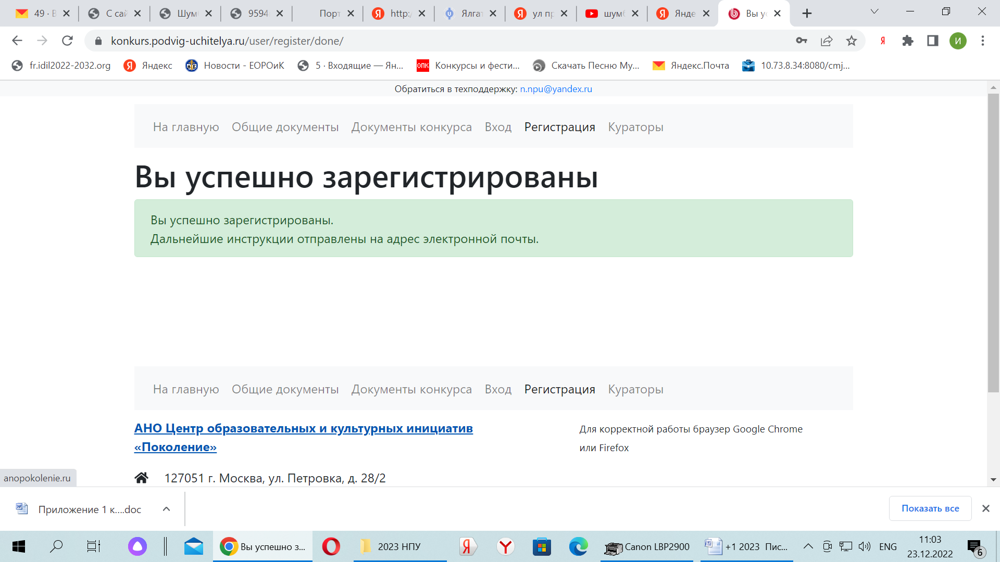 49 · В
С сай
Шум
9594
Порт
http:/
Ялгат
ул пр
шумб
Янде
Вы ус
konkurs.podvig-uchitelya.ru/user/register/done/
И
fr.idil2022-2032.org
Яндекс
Новости - ЕОРОиК
5 · Входящие — Ян...
Конкурсы и фести...
Скачать Песню Му...
Яндекс.Почта
10.73.8.34:8080/cmj...
Обратиться в техподдержку: n.npu@yandex.ru
На главную Общие документы Документы конкурса Вход Регистрация Кураторы
Вы успешно зарегистрированы
Вы успешно зарегистрированы.
Дальнейшие инструкции отправлены на адрес электронной почты.
На главную Общие документы Документы конкурса Вход Регистрация Кураторы
АНО Центр образовательных и культурных инициатив
«Поколение»
Для корректной работы браузер Google Chrome
или Firefox
127051 г. Москва, ул. Петровка, д. 28/2
anopokolenie.ru
Приложение 1 к....doc
Показать все
Вы успешно з...
2023 НПУ
Canon LBP2900
+1 2023 Пис...
ENG
11:03
23.12.2022
6